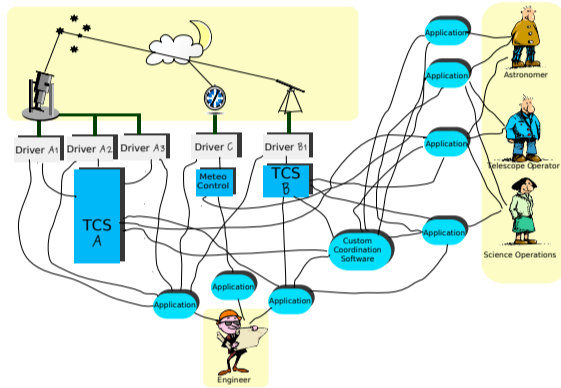 Application
Astronomer
Application
Driver A1
Driver A2
Driver A3
Driver C
Driver B1
Application
Telescope Operator
Meteo
Control
TCS
B
TCS
A
Application
Custom
Coordination
Software
Science Operations
Application
Application
Application
Engineer